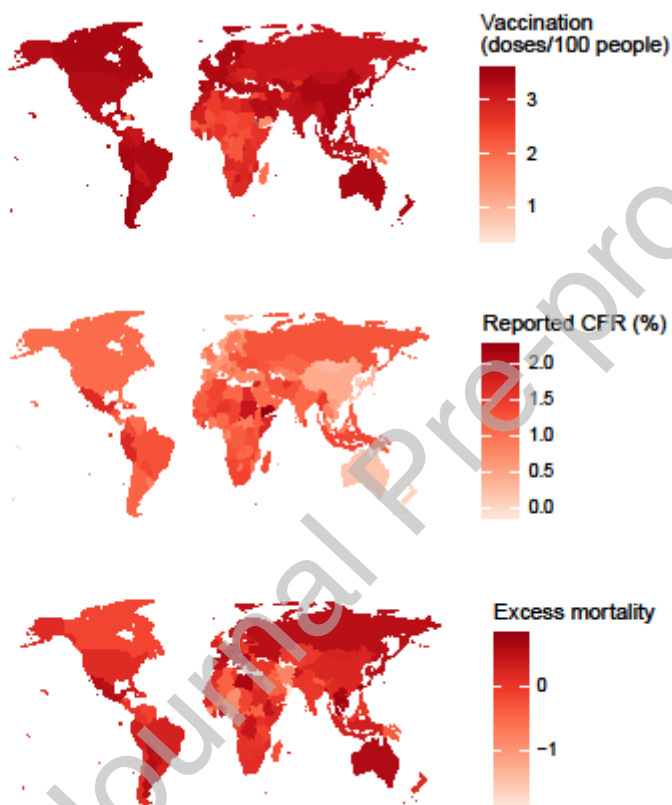 Vaccination
(doses/100 people)
3
2
1
Reported CFR (%)
2.0
1.5
1.0
0.5
0.0
Excess mortality
0
−1
Journal Pre-pro